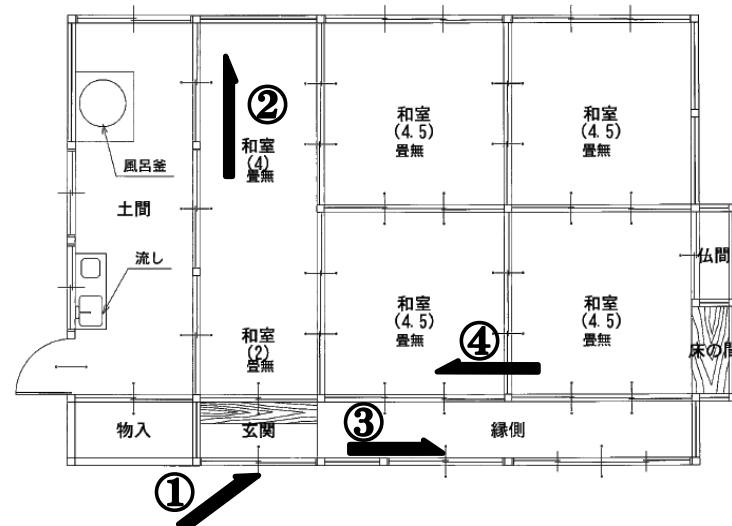 ②
和室
(4)
畳無
和室
(4.5)
畳無
和室
(4.5)
畳無
風呂釜
土間
流し
仏間
和室
(2)
畳無
和室
(4.5)
畳無
和室
(4.5)
畳無
④
床の間
物入
玄関
③
縁側
①